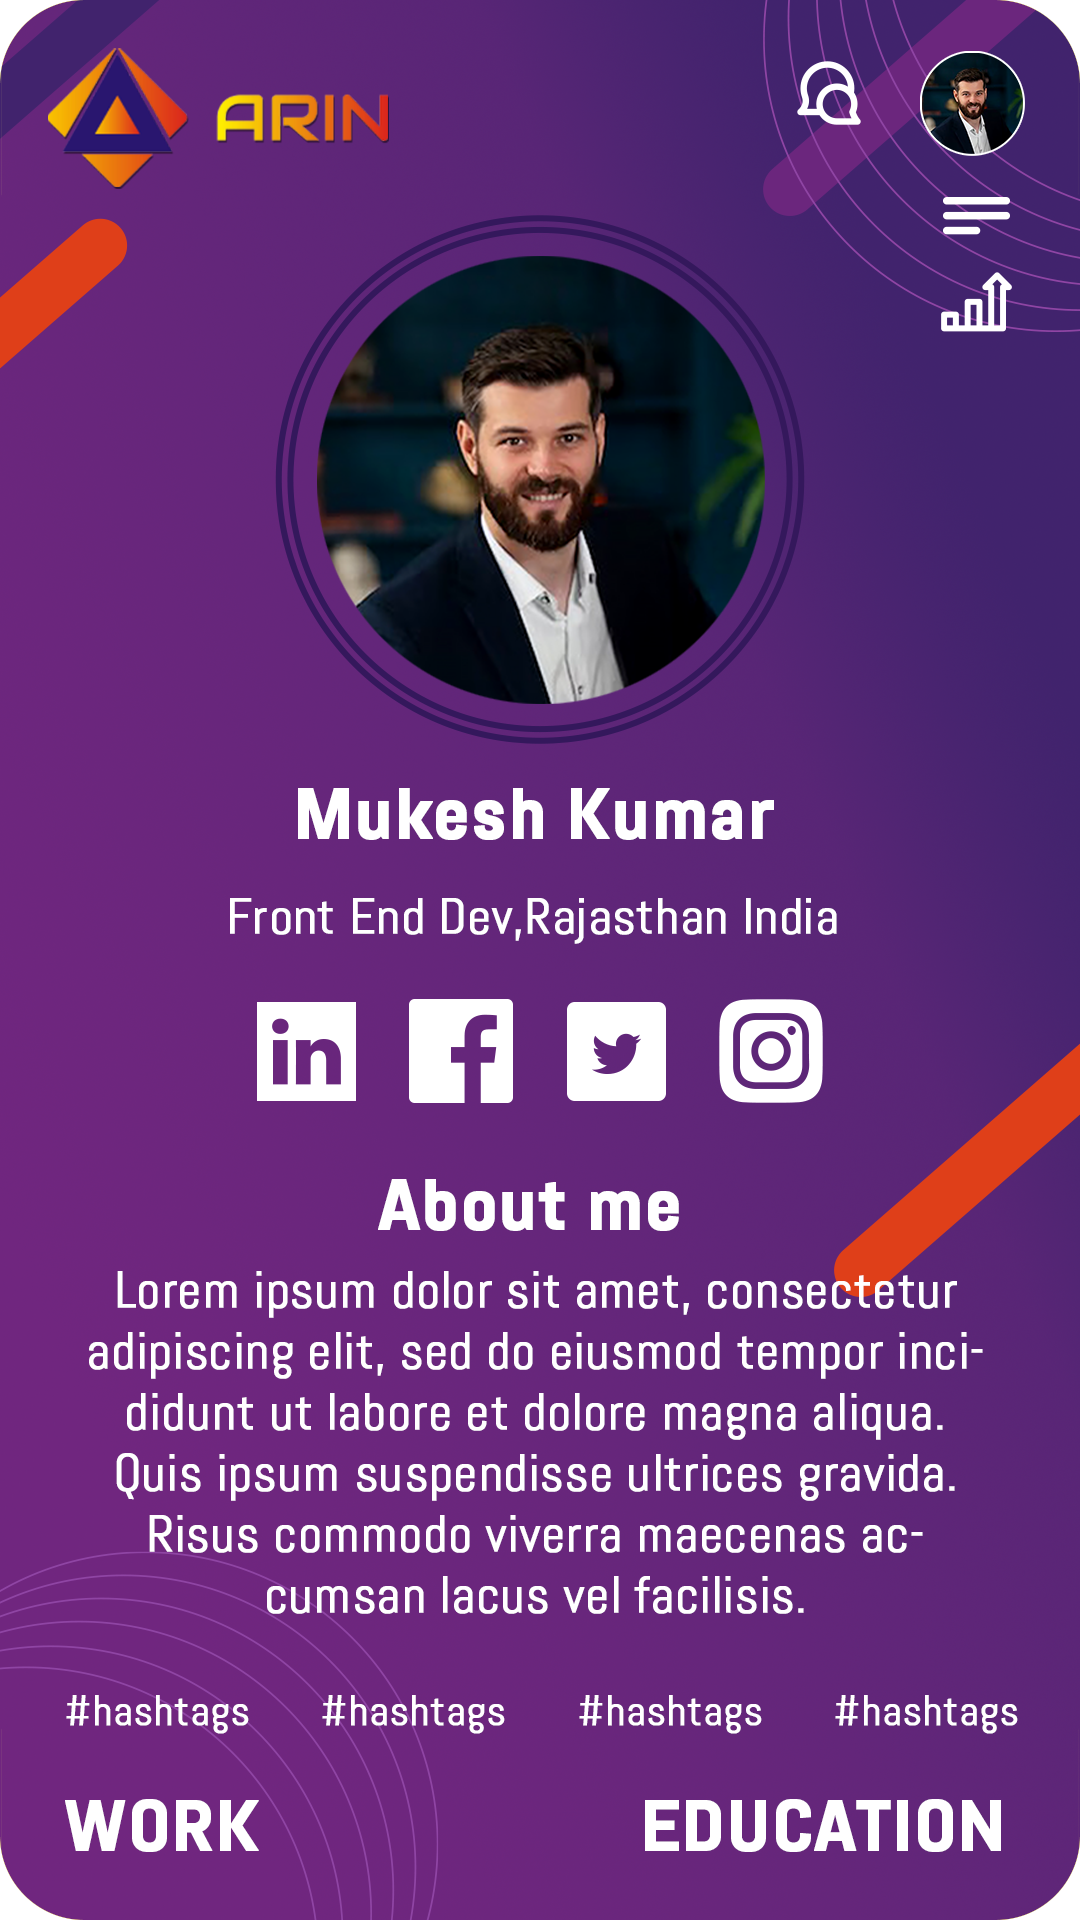 ARIN
Mukesh Kumar
Front End Dev,Rajasthan India
in
About me
Lorem ipsum dolor sit amet, consectetur
adipiscing elit, sed do eiusmod tempor inci-
didunt ut labore et dolore magna aliqua.
Quis ipsum suspendisse ultrices gravida.
Risus commodo viverra maecenas ac-
cumsan lacus vel facilisis.
#hashtags #hashtags #hashtags #hashtags
WORK EDUCATION